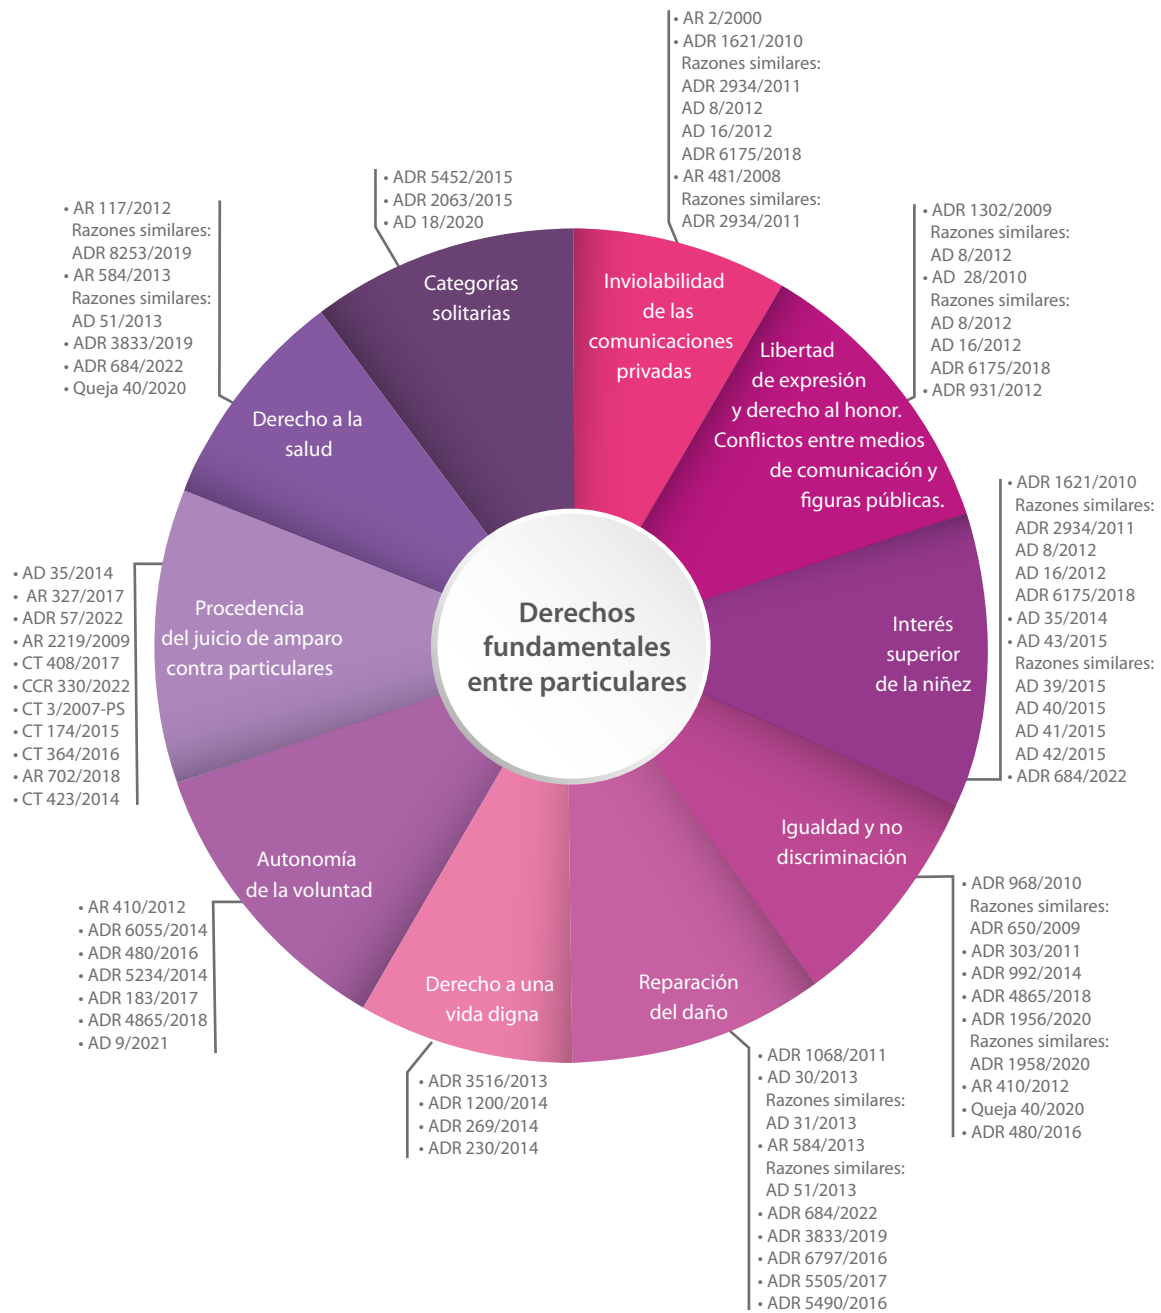 Derechos
fundamentales
entre particulares
Inviolabilidad
de las
comunicaciones
privadas
• AR 2/2000
• ADR 1621/2010
Razones similares:
ADR 2934/2011
AD 8/2012
AD 16/2012
ADR 6175/2018
• AR 481/2008
Razones similares:
ADR 2934/2011
Libertad
de expresión
y derecho al honor.
Conflictos entre medios
de comunicación y
figuras públicas.
• ADR 1302/2009
Razones similares:
AD 8/2012
• AD 28/2010
Razones similares:
AD 8/2012
AD 16/2012
ADR 6175/2018
• ADR 931/2012
Interés
superior
de la niñez
• ADR 1621/2010
Razones similares:
ADR 2934/2011
AD 8/2012
AD 16/2012
ADR 6175/2018
• AD 35/2014
• AD 43/2015
Razones similares:
AD 39/2015
AD 40/2015
AD 41/2015
AD 42/2015
• ADR 684/2022
Igualdad y no
discriminación
• ADR 968/2010
Razones similares:
ADR 650/2009
• ADR 303/2011
• ADR 992/2014
• ADR 4865/2018
• ADR 1956/2020
Razones similares:
ADR 1958/2020
• AR 410/2012
• Queja 40/2020
• ADR 480/2016
Reparación
del daño
• ADR 1068/2011
• AD 30/2013
Razones similares:
AD 31/2013
• AR 584/2013
Razones similares:
AD 51/2013
• ADR 684/2022
• ADR 3833/2019
• ADR 6797/2016
• ADR 5505/2017
• ADR 5490/2016
Derecho a una
vida digna
• ADR 3516/2013
• ADR 1200/2014
• ADR 269/2014
• ADR 230/2014
Autonomía
de la voluntad
• AR 410/2012
• ADR 6055/2014
• ADR 480/2016
• ADR 5234/2014
• ADR 183/2017
• ADR 4865/2018
• AD 9/2021
Procedencia
del juicio de amparo
contra particulares
• AD 35/2014
• AR 327/2017
• ADR 57/2022
• AR 2219/2009
• CT 408/2017
• CCR 330/2022
• CT 3/2007-PS
• CT 174/2015
• CT 364/2016
• AR 702/2018
• CT 423/2014
Derecho a la
salud
• AR 117/2012
Razones similares:
ADR 8253/2019
• AR 584/2013
Razones similares:
AD 51/2013
• ADR 3833/2019
• ADR 684/2022
• Queja 40/2020
Categorías
solitarias
• ADR 5452/2015
• ADR 2063/2015
• AD 18/2020